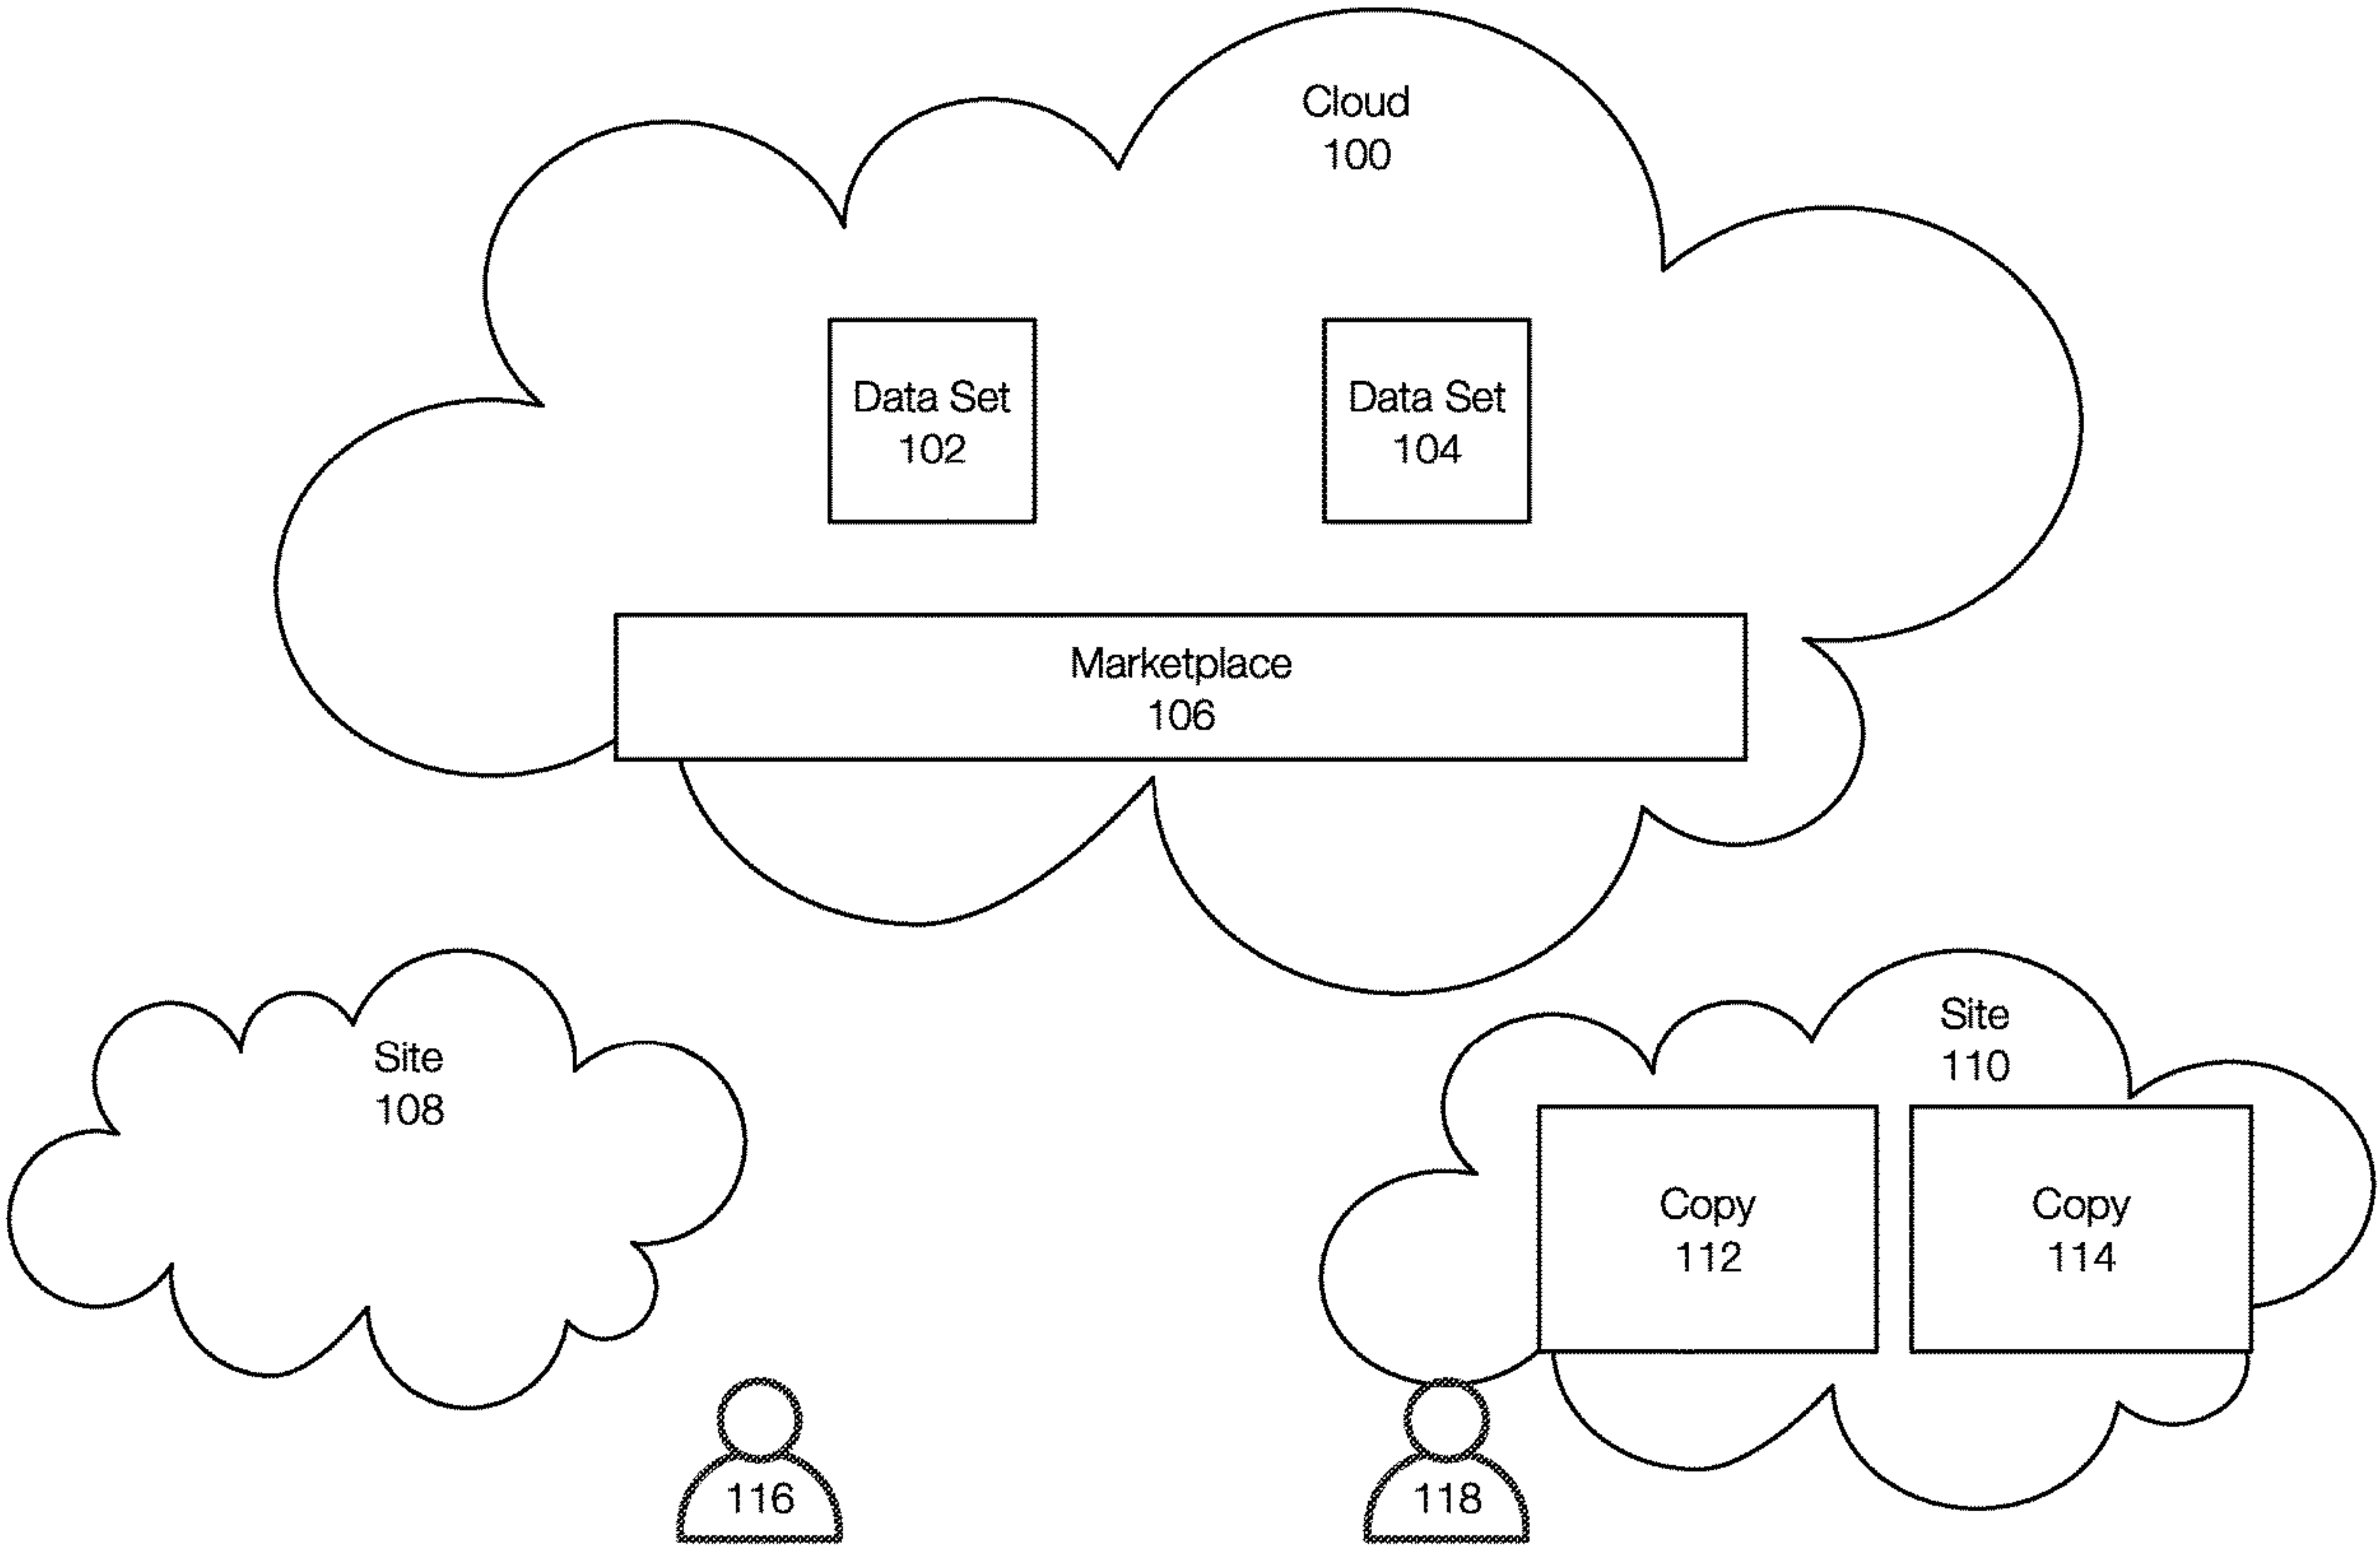 Cloud
100
Data Set
102
Data Set
104
Marketplace
106
Site
108
Site
110
Copy
112
Copy
114
116
118